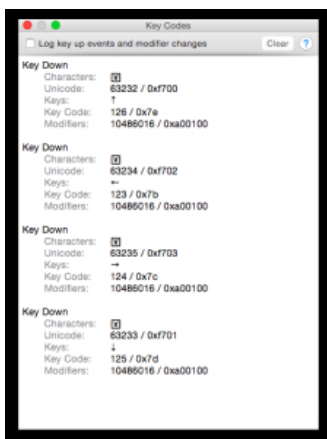 Key Codes
Log key up events and modifier changes
Clear
?
Key Down
Characters:
Unicode: 63232 / 0xf700
Keys: ↑
Key Code: 126 / 0x7e
Modifiers: 10486016 / 0xa00100
Key Down
Characters:
Unicode: 63234 / 0xf702
Keys: ←
Key Code: 123 / 0x7b
Modifiers: 10486016 / 0xa00100
Key Down
Characters:
Unicode: 63235 / 0xf703
Keys: →
Key Code: 124 / 0x7c
Modifiers: 10486016 / 0xa00100
Key Down
Characters:
Unicode: 63233 / 0xf701
Keys: ↓
Key Code: 125 / 0x7d
Modifiers: 10486016 / 0xa00100